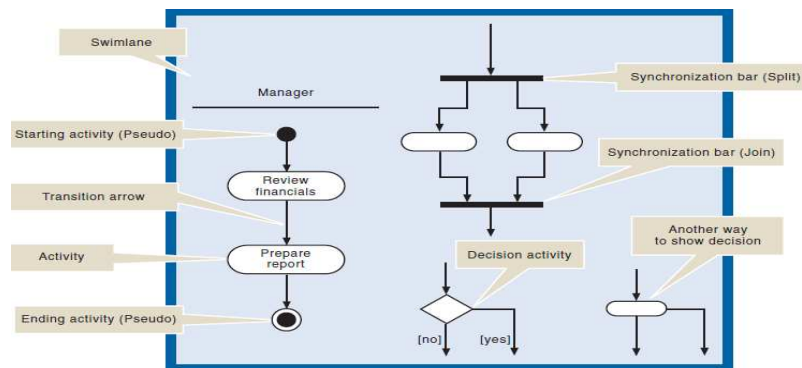 Swimlane
Manager
Starting activity (Pseudo)
Review
financials
Transition arrow
Activity
Prepare
report
Ending activity (Pseudo)
Synchronization bar (Split)
Synchronization bar (Join)
Decision activity
[no]
[yes]
Another way
to show decision